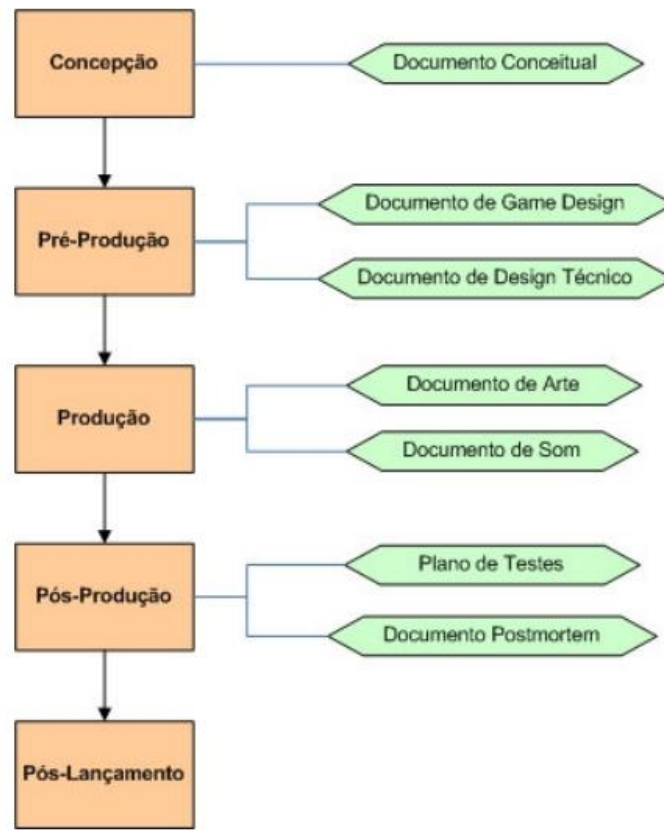 Concepção
Documento Conceitual
Pré-Produção
Documento de Game Design
Documento de Design Técnico
Produção
Documento de Arte
Documento de Som
Pós-Produção
Plano de Testes
Documento Postmortem
Pós-Lançamento